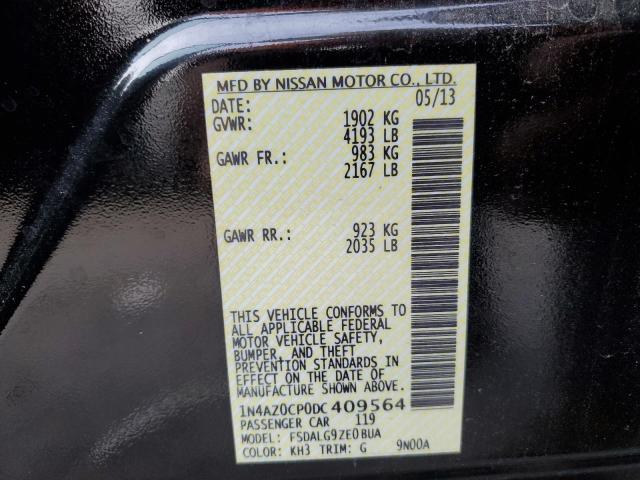 MFD BY NISSAN MOTOR CO., LTD.
DATE: 05/13
GVWR: 1902 KG
4193 LB
GAWR FR.: 983 KG
2167 LB
GAWR RR.: 923 KG
2035 LB
THIS VEHICLE CONFORMS TO
ALL APPLICABLE FEDERAL
MOTOR VEHICLE SAFETY,
BUMPER, AND THEFT
PREVENTION STANDARDS IN
EFFECT ON THE DATE OF
MANUFACTURE SHOWN ABOVE.
1N4AZ0CP0DC409564
PASSENGER CAR 119
MODEL: FSDALG9ZE0BUA
COLOR: KH3 TRIM: G 9N00A